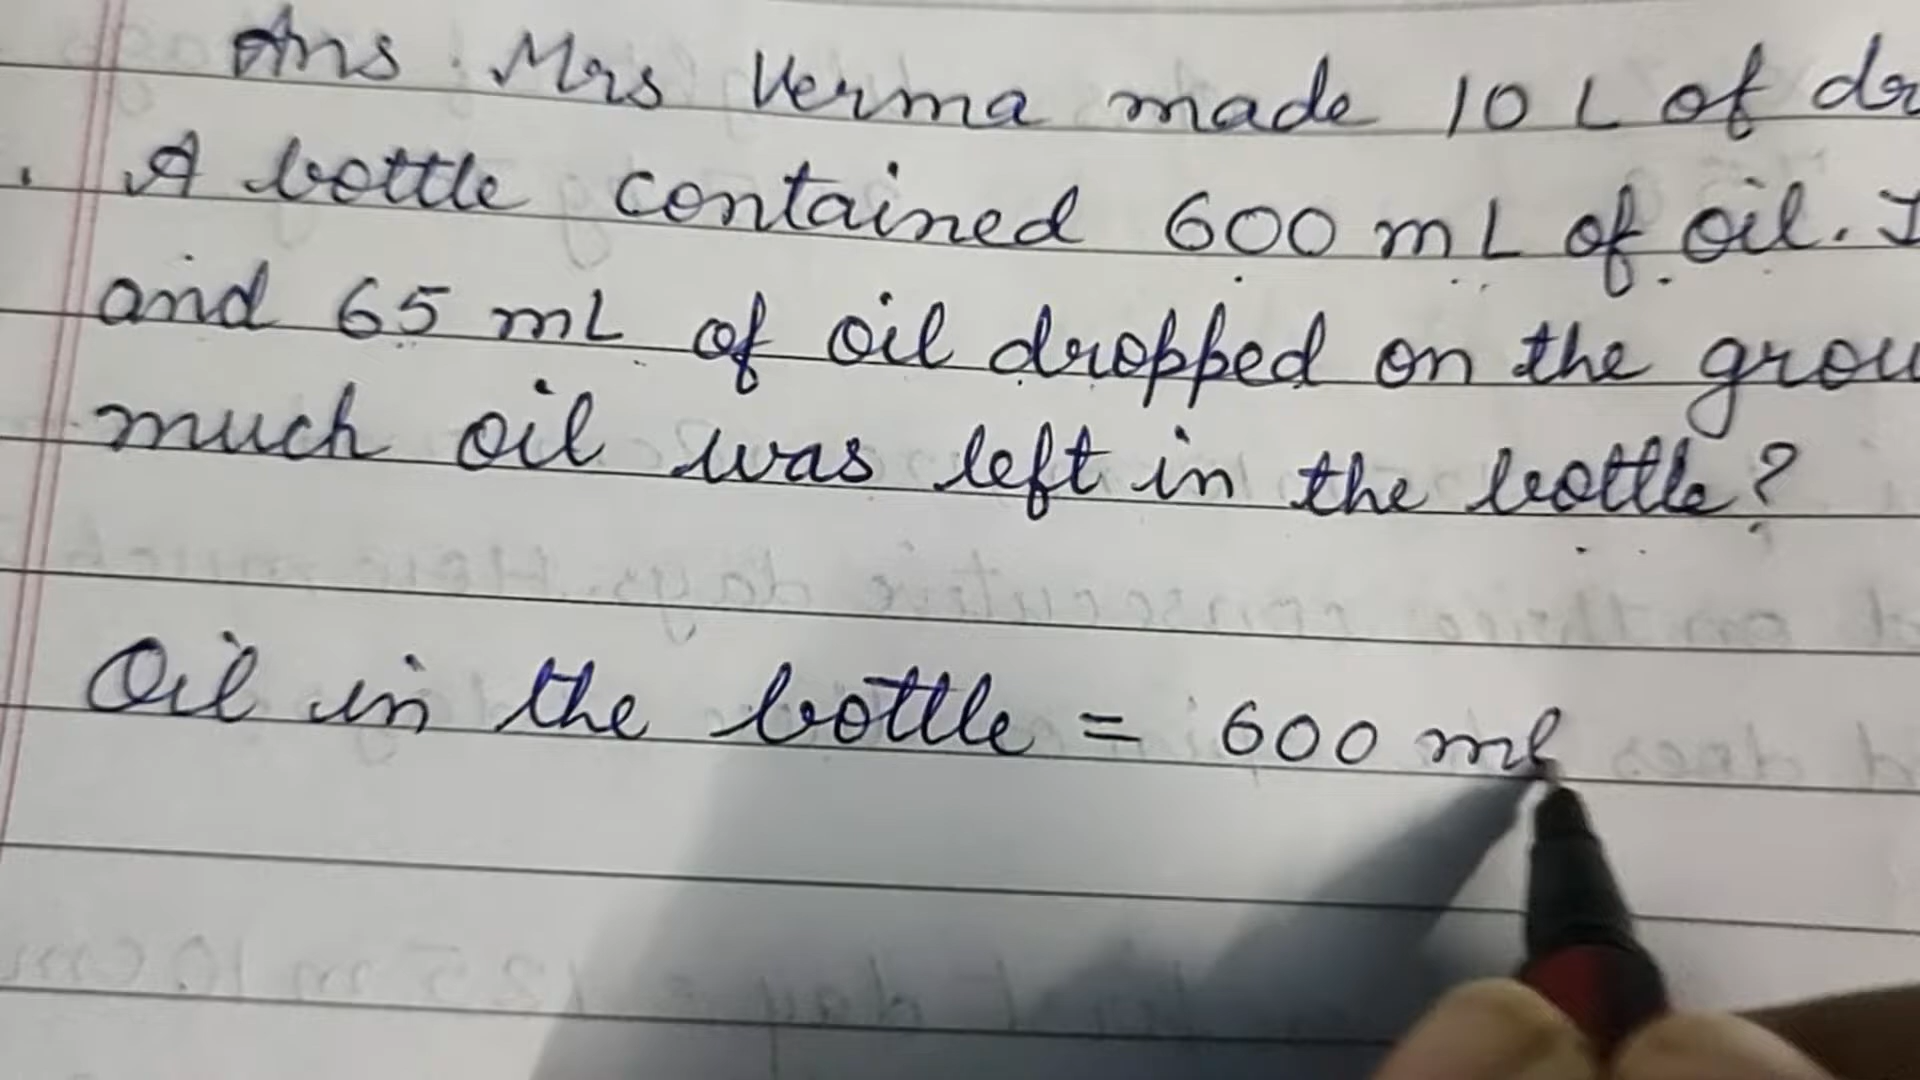 Ans Mrs Verma made 10 L of
. A bottle contained 600 mL of oil.
and 65 mL of oil dropped on the
much oil was left in the bottle?
Oil in the bottle = 600 ml